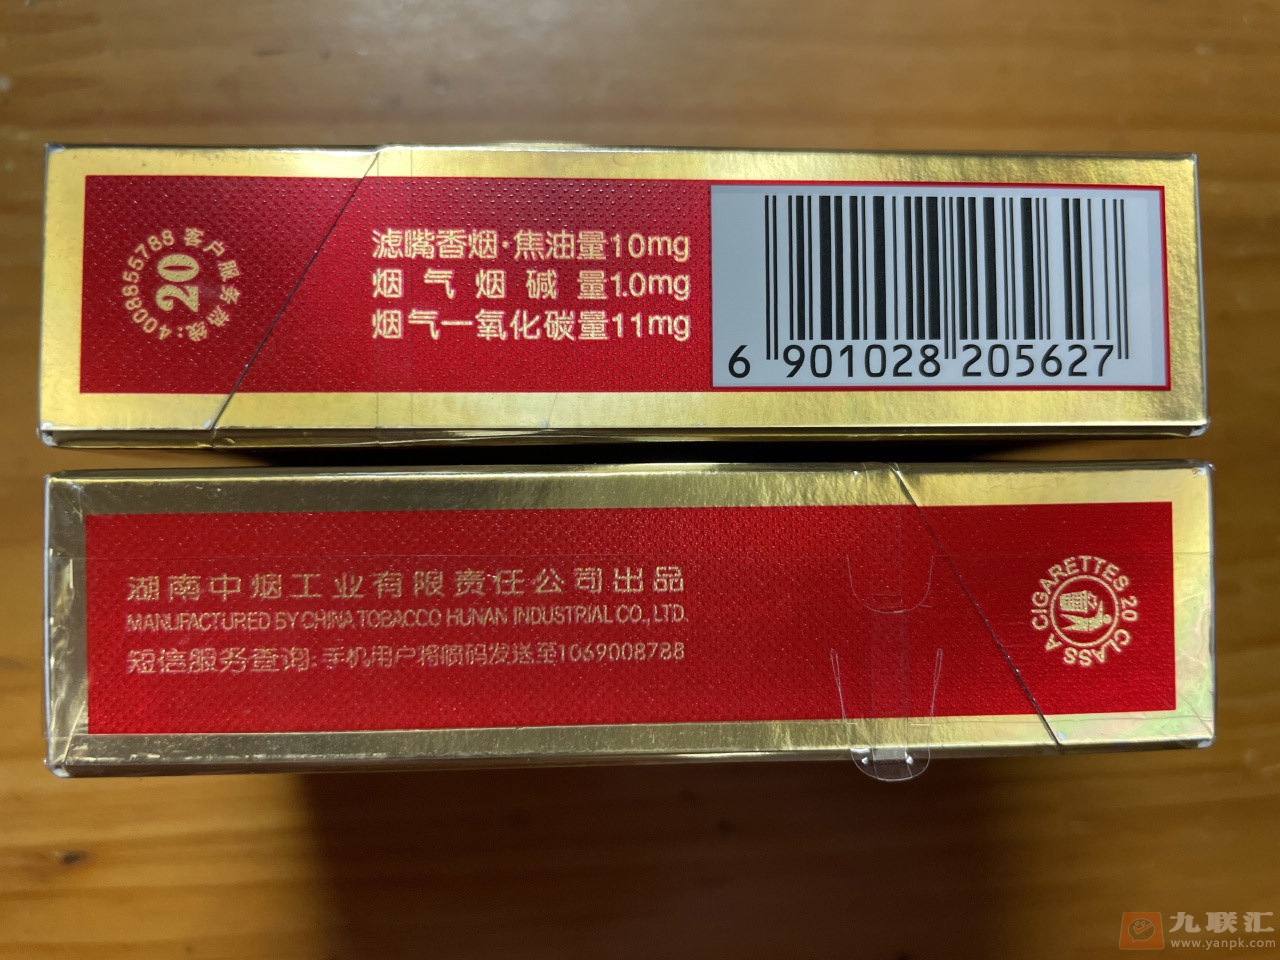 客户服务热线:4008855788
20
滤嘴香烟·焦油量10mg
烟气烟碱量1.0mg
烟气一氧化碳量11mg
6 901028 205627
湖南中烟工业有限责任公司出品
MANUFACTURED BY CHINA TOBACCO HUNAN INDUSTRIAL CO., LTD.
短信服务查询:手机用户将喷码发送至1069008788
CIGARETTES 20 CLASS A
九联汇
www.yanpk.com